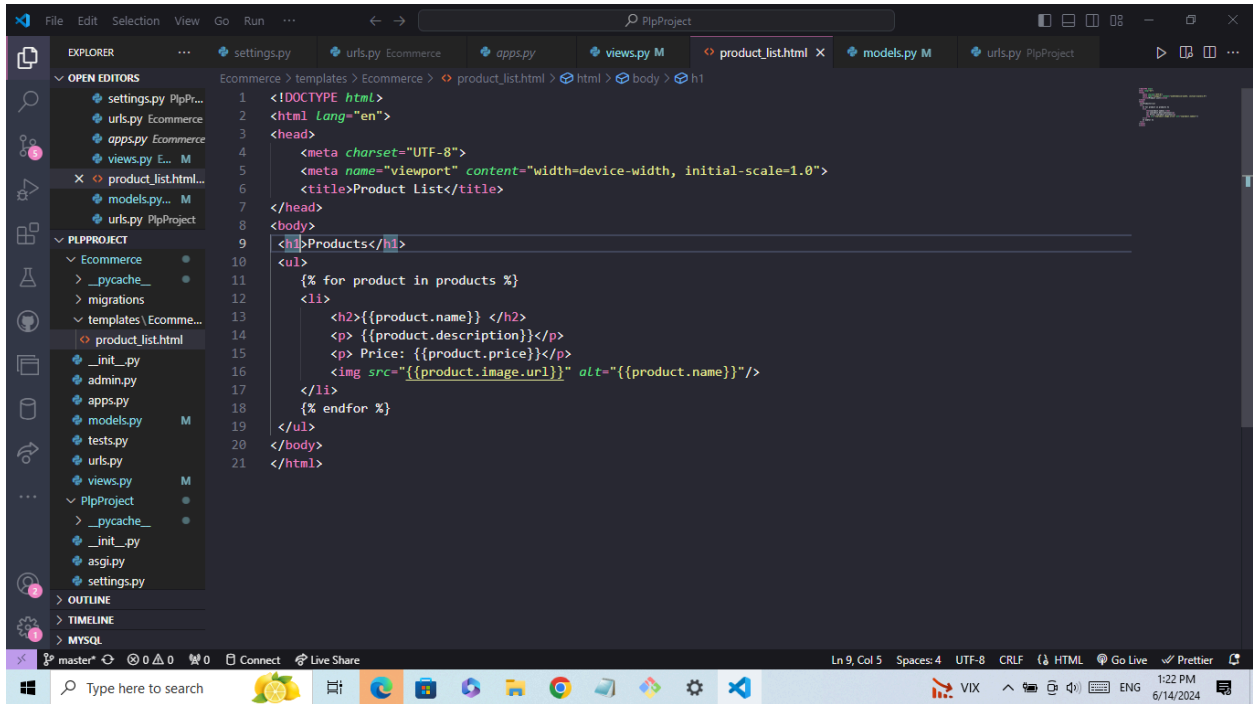 File Edit Selection View Go Run ··· ← → PlpProject
EXPLORER ···
settings.py urls.py Ecommerce apps.py views.py M product_list.html models.py M urls.py PlpProject
OPEN EDITORS
settings.py PlpPr...
urls.py Ecommerce
apps.py Ecommerce
views.py E... M
product_list.html...
models.py... M
urls.py PlpProject
PLPPROJECT
Ecommerce
> __pycache__
> migrations
templates\Ecomme...
product_list.html
__init__.py
admin.py
apps.py
models.py M
tests.py
urls.py
views.py M
PlpProject
> __pycache__
__init__.py
asgi.py
settings.py
> OUTLINE
> TIMELINE
> MYSQL
5
2
1
Ecommerce > templates > Ecommerce > product_list.html > html > body > h1
1 <!DOCTYPE html>
2 <html lang="en">
3 <head>
4 <meta charset="UTF-8">
5 <meta name="viewport" content="width=device-width, initial-scale=1.0">
6 <title>Product List</title>
7 </head>
8 <body>
9 <h1>Products</h1>
10 <ul>
11 {% for product in products %}
12 <li>
13 <h2>{{product.name}} </h2>
14 <p> {{product.description}}</p>
15 <p> Price: {{product.price}}</p>
16 <img src="{{product.image.url}}" alt="{{product.name}}"/>
17 </li>
18 {% endfor %}
19 </ul>
20 </body>
21 </html>
master* 0 0 0 Connect Live Share Ln 9, Col 5 Spaces: 4 UTF-8 CRLF HTML Go Live Prettier
Type here to search VIX ENG 1:22 PM
6/14/2024